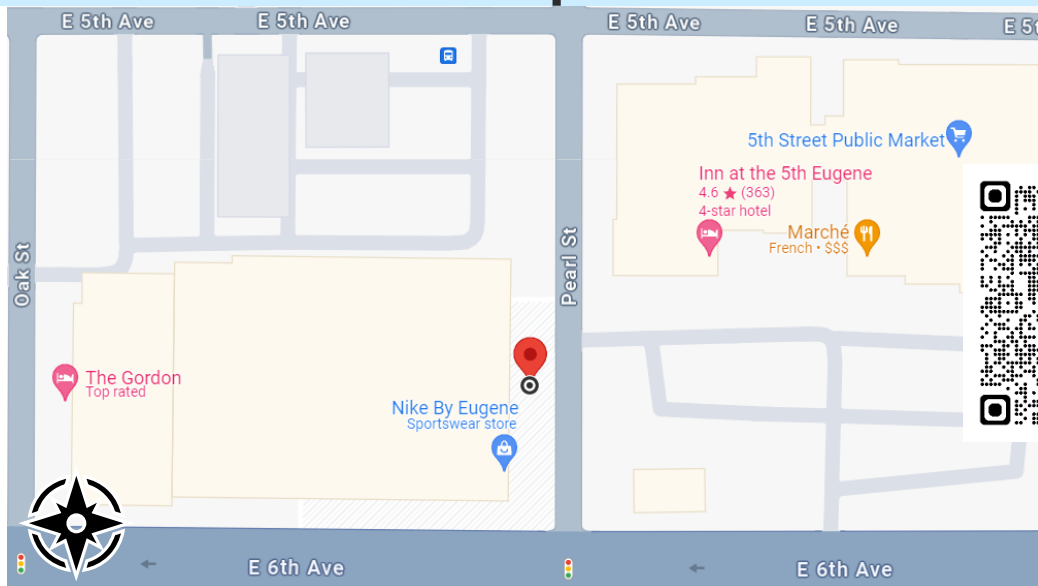 E 5th Ave
E 5th Ave
E 5th Ave
E 5th Ave
5th Street Public Market
Inn at the 5th Eugene
4.6 ★ (363)
4-star hotel
Marché
French • $$$
Oak St
Pearl St
The Gordon
Top rated
Nike By Eugene
Sportswear store
E 6th Ave
E 6th Ave